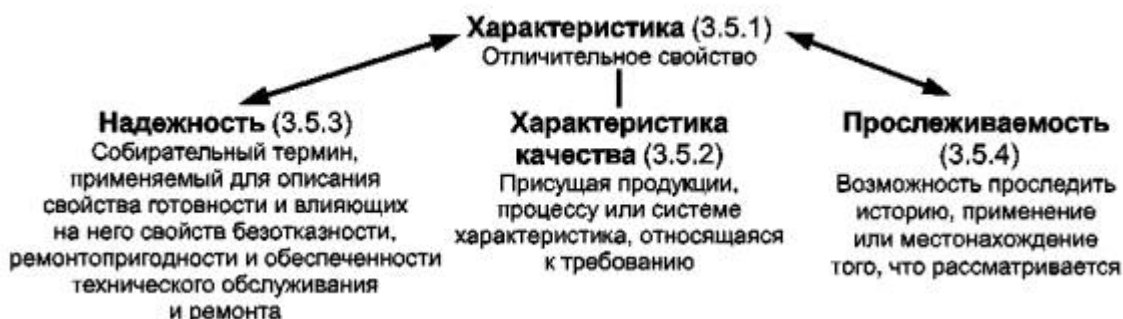 Характеристика (3.5.1)
Отличительное свойство
Надежность (3.5.3)
Собирательный термин,
применяемый для описания
свойства готовности и влияющих
на него свойств безотказности,
ремонтопригодности и обеспеченности
технического обслуживания
и ремонта
Характеристика
качества (3.5.2)
Присущая продукции,
процессу или системе
характеристика, относящаяся
к требованию
Прослеживаемость
(3.5.4)
Возможность проследить
историю, применение
или местонахождение
того, что рассматривается